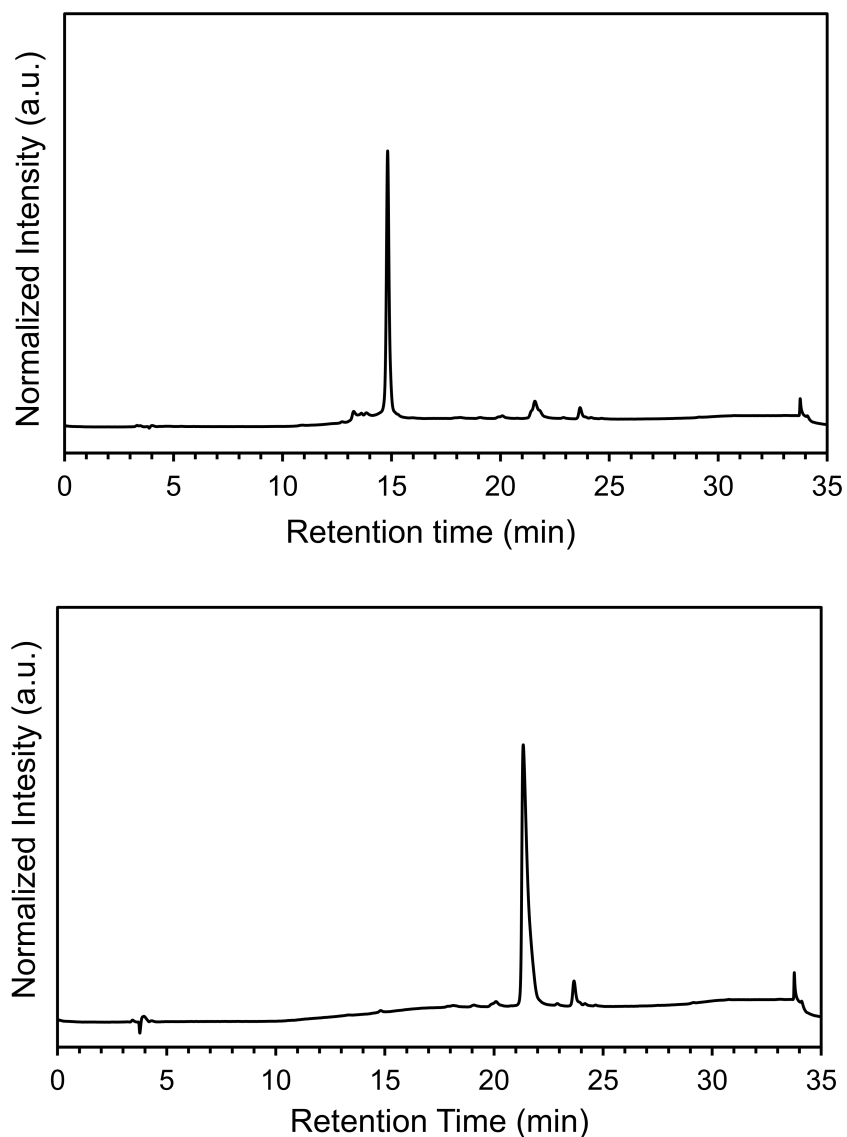 Normalized Intensity (a.u.)
0 5 10 15 20 25 30 35
Retention time (min)
Normalized Intesity (a.u.)
0 5 10 15 20 25 30 35
Retention Time (min)